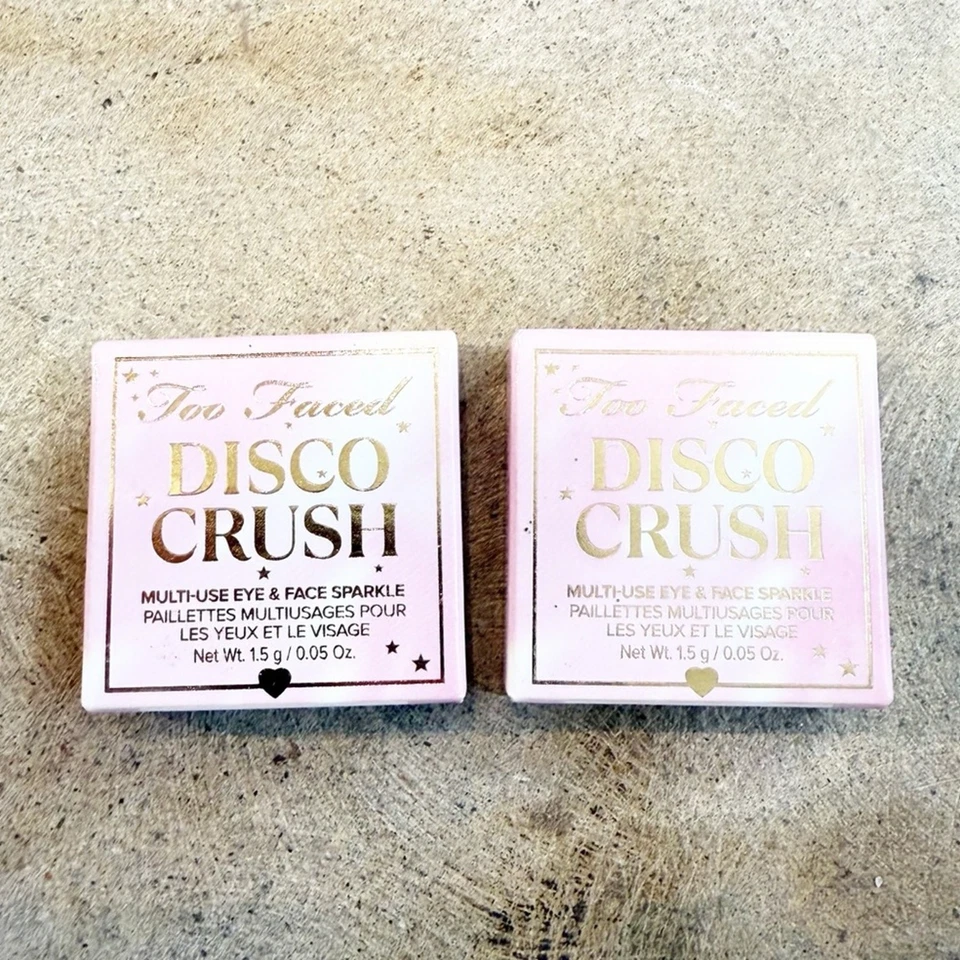 Too Faced
DISCO
CRUSH
MULTI-USE EYE & FACE SPARKLE
PAILLETTES MULTIUSAGES POUR
LES YEUX ET LE VISAGE
Net Wt. 1.5 g / 0.05 Oz.
Too Faced
DISCO
CRUSH
MULTI-USE EYE & FACE SPARKLE
PAILLETTES MULTIUSAGES POUR
LES YEUX ET LE VISAGE
Net Wt. 1.5 g / 0.05 Oz.